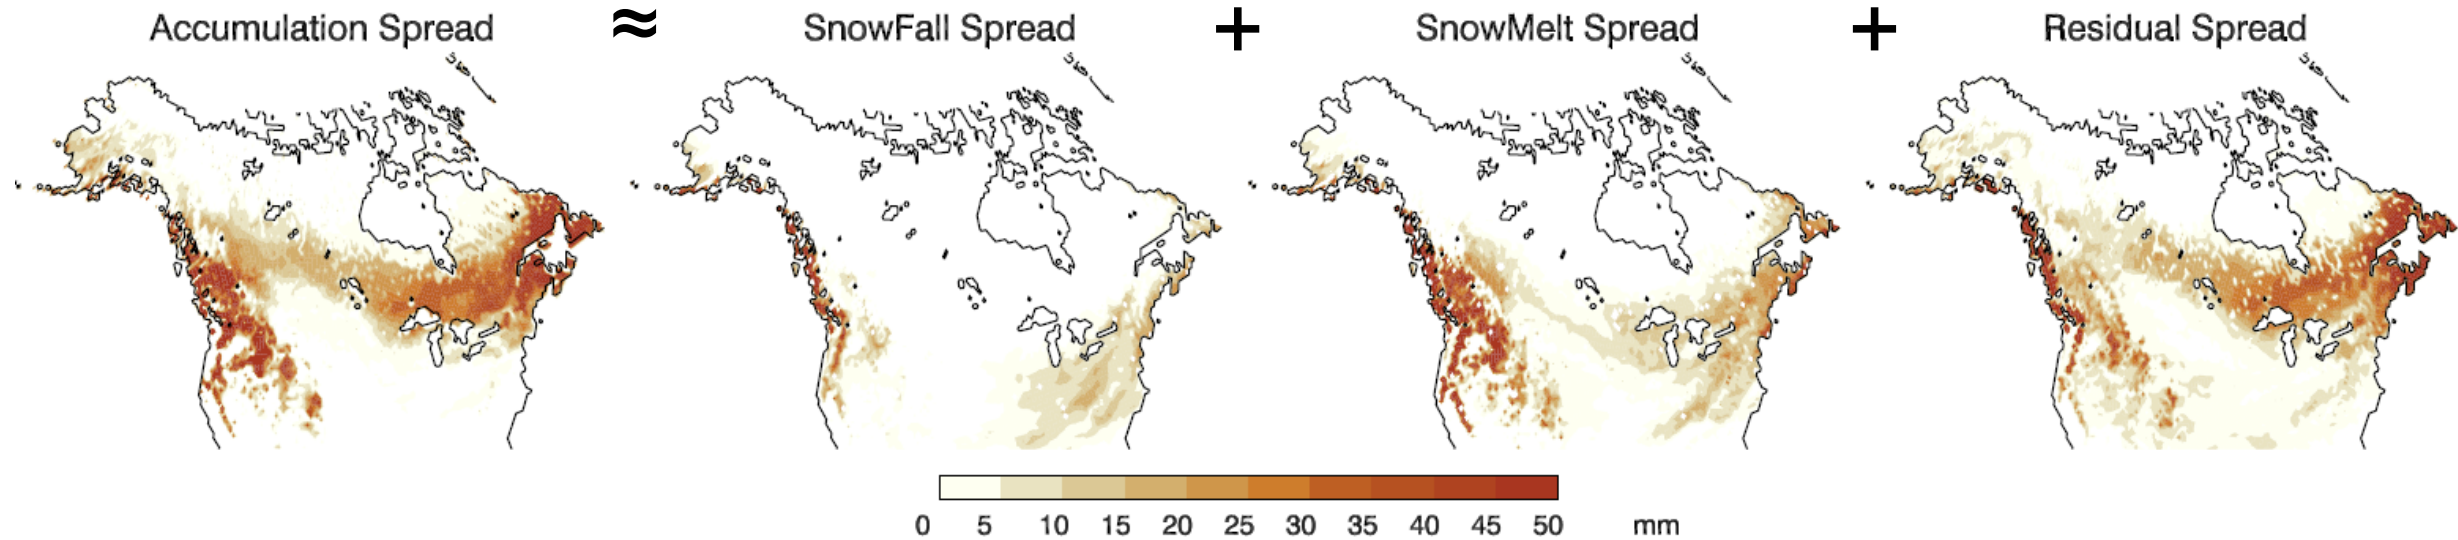 Accumulation Spread ≈ SnowFall Spread + SnowMelt Spread + Residual Spread
0 5 10 15 20 25 30 35 40 45 50 mm